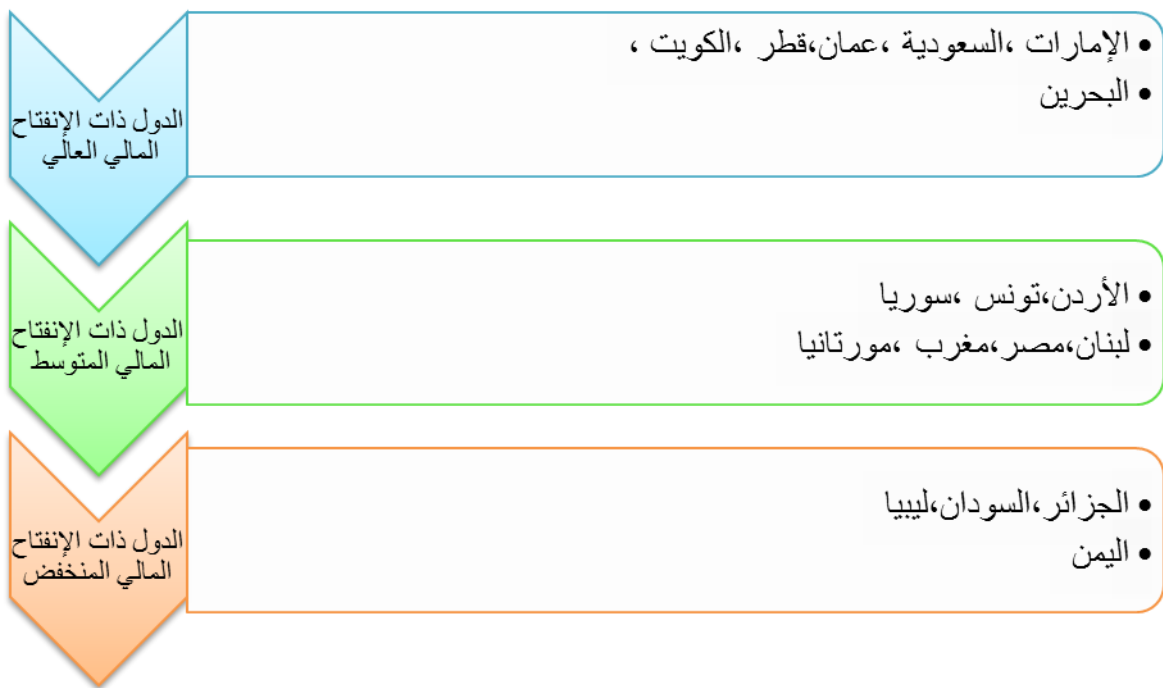 الدول ذات الإنفتاح
المالي العالي
• الإمارات ،السعودية ،عمان،قطر ،الكويت ،
• البحرين
الدول ذات الإنفتاح
المالي المتوسط
• الأردن،تونس ،سوريا
• لبنان،مصر،مغرب ،مورتانيا
الدول ذات الإنفتاح
المالي المنخفض
• الجزائر،السودان،ليبيا
• اليمن